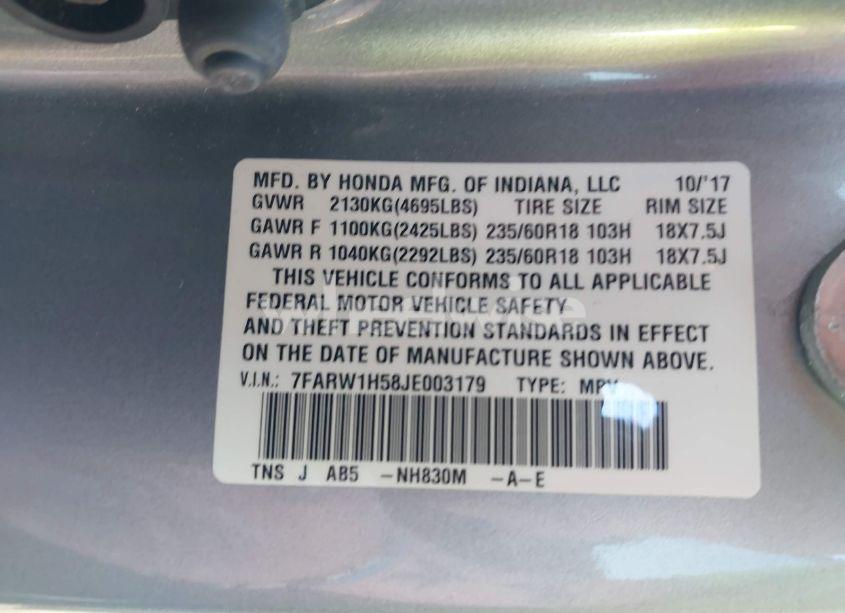 MFD. BY HONDA MFG. OF INDIANA, LLC 10/'17
GVWR 2130KG(4695LBS) TIRE SIZE RIM SIZE
GAWR F 1100KG(2425LBS) 235/60R18 103H 18X7.5J
GAWR R 1040KG(2292LBS) 235/60R18 103H 18X7.5J
THIS VEHICLE CONFORMS TO ALL APPLICABLE
FEDERAL MOTOR VEHICLE SAFETY
AND THEFT PREVENTION STANDARDS IN EFFECT
ON THE DATE OF MANUFACTURE SHOWN ABOVE.
V.I.N.: 7FARW1H58JE003179 TYPE: MPV
TNS J AB5 -NH830M -A-E